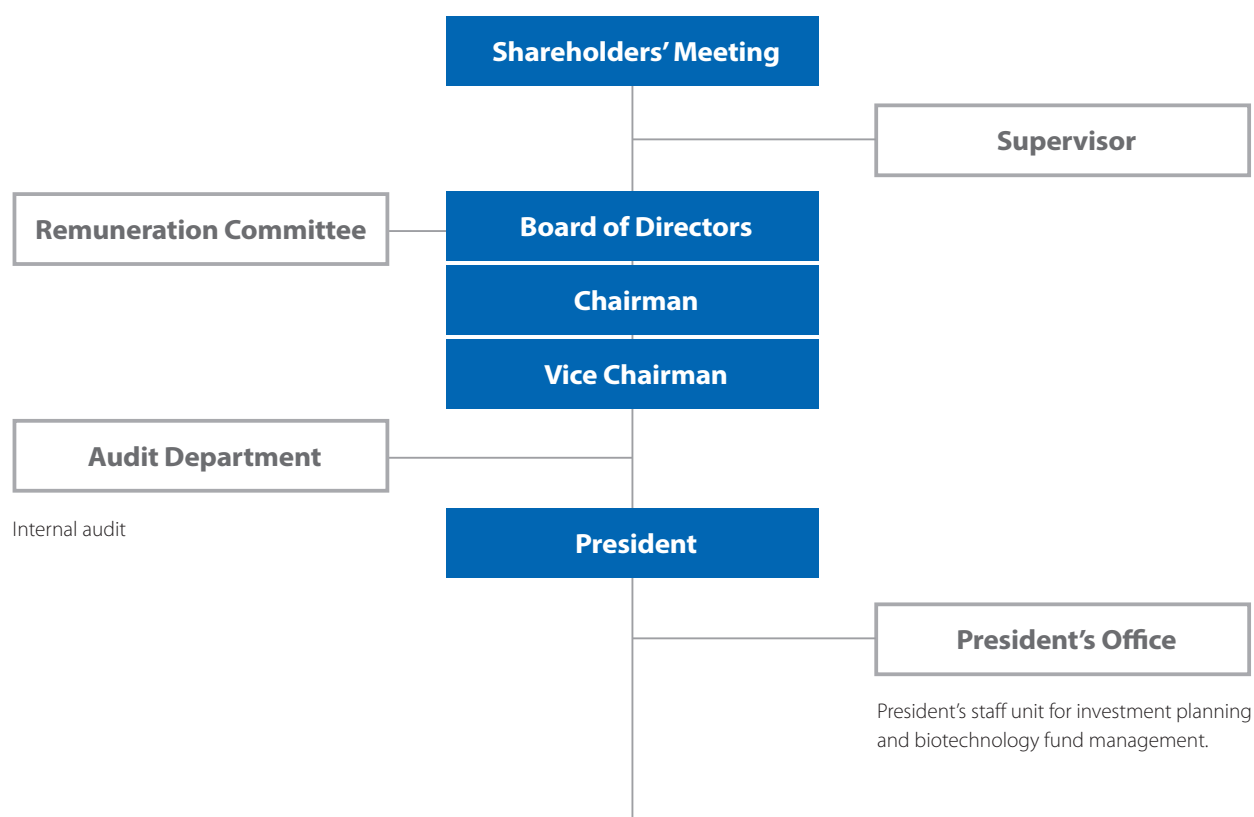 Shareholders’ Meeting
Supervisor
Remuneration Committee
Board of Directors
Chairman
Vice Chairman
Audit Department
Internal audit
President
President’s Office
President’s staff unit for investment planning
and biotechnology fund management.